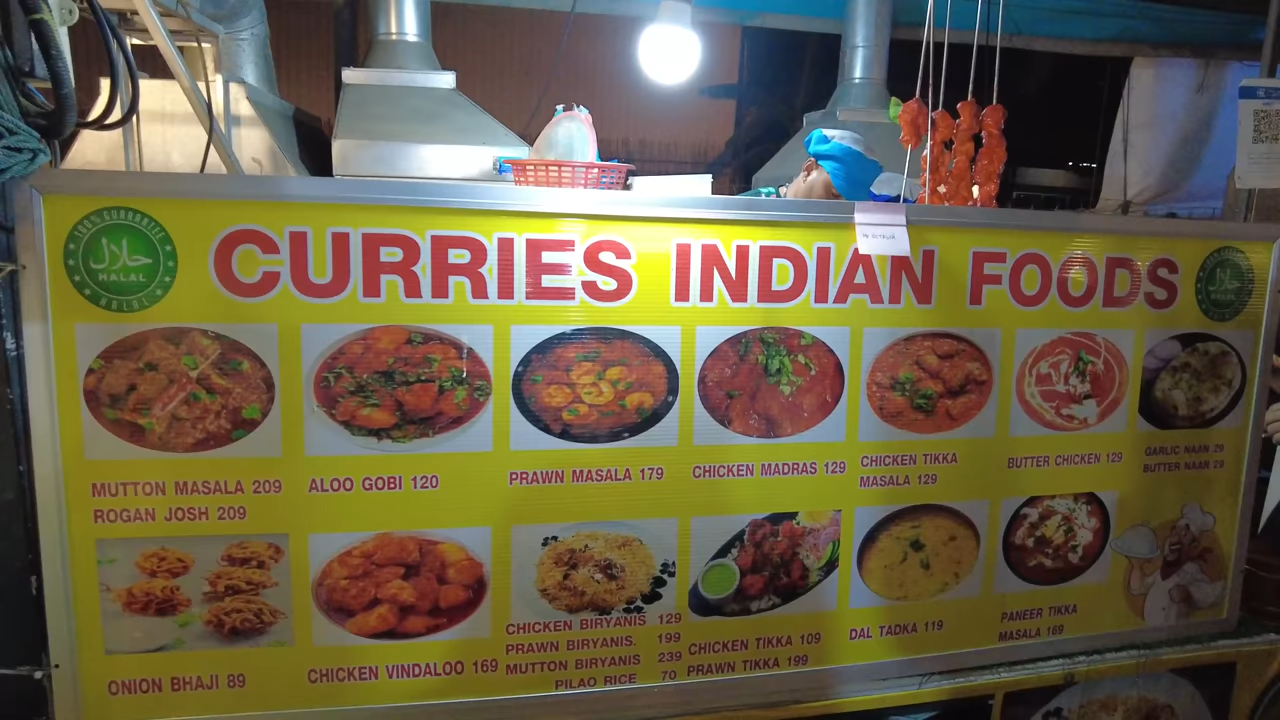 100% GUARANTEE
حلال
HALAL
HALAL
CURRIES INDIAN FOODS
حلال
HALAL
MUTTON MASALA 209
ROGAN JOSH 209
ALOO GOBI 120
PRAWN MASALA 179
CHICKEN MADRAS 129
CHICKEN TIKKA
MASALA 129
BUTTER CHICKEN 129
GARLIC NAAN 29
BUTTER NAAN 29
ONION BHAJI 89
CHICKEN VINDALOO 169
CHICKEN BIRYANIS 129
PRAWN BIRYANIS. 199
MUTTON BIRYANIS 239
PILAO RICE 70
CHICKEN TIKKA 109
PRAWN TIKKA 199
DAL TADKA 119
PANEER TIKKA
MASALA 169